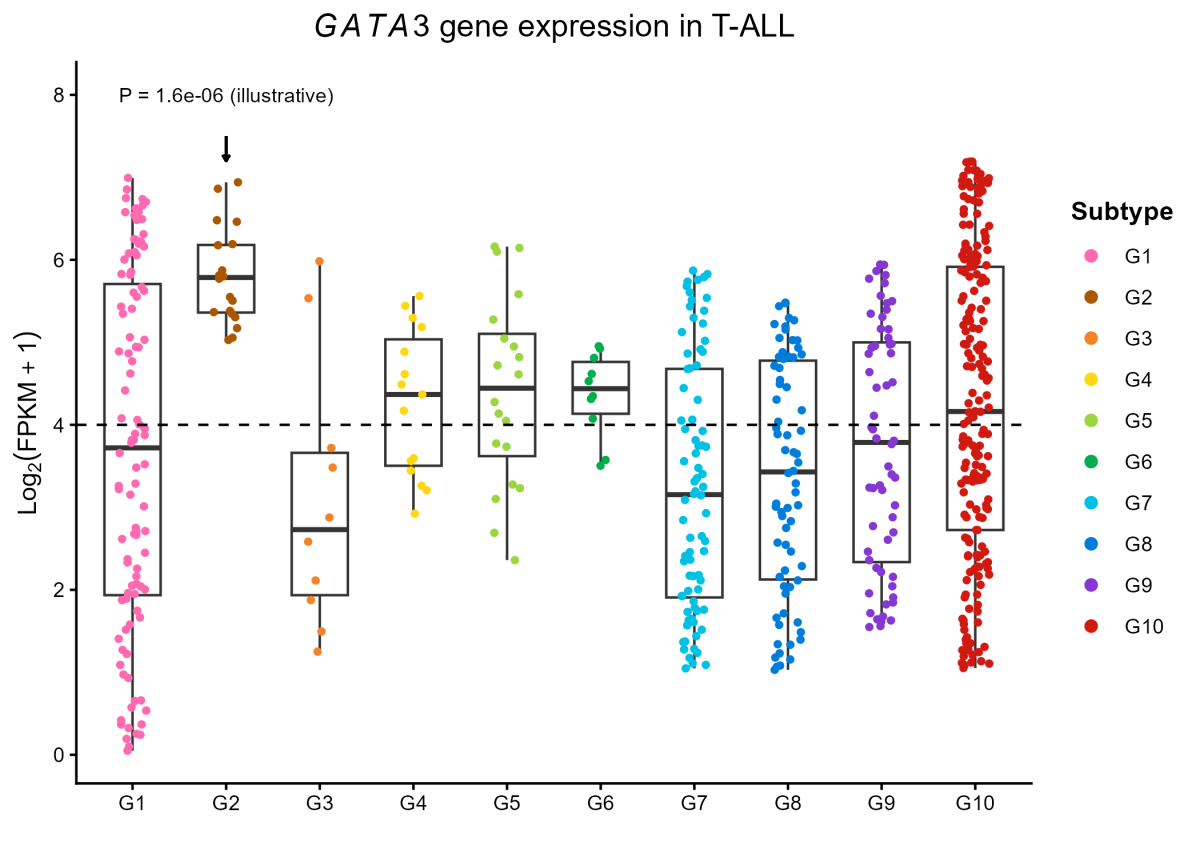 GATA3 gene expression in T-ALL
P = 1.6e-06 (illustrative)
Log₂(FPKM + 1)
8
6
4
2
0
G1 G2 G3 G4 G5 G6 G7 G8 G9 G10
Subtype
G1
G2
G3
G4
G5
G6
G7
G8
G9
G10